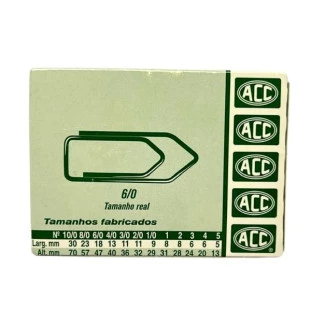 ACC
ACC
ACC
ACC
ACC
6/0
Tamanho real
Tamanhos fabricados
Nº 10/0 8/0 6/0 4/0 3/0 2/0 1/0 1 2 3 4 5
Larg. mm 30 23 18 13 11 11 9 8 8 6 6 5
Alt. mm 70 57 47 40 36 33 29 31 28 24 20 13